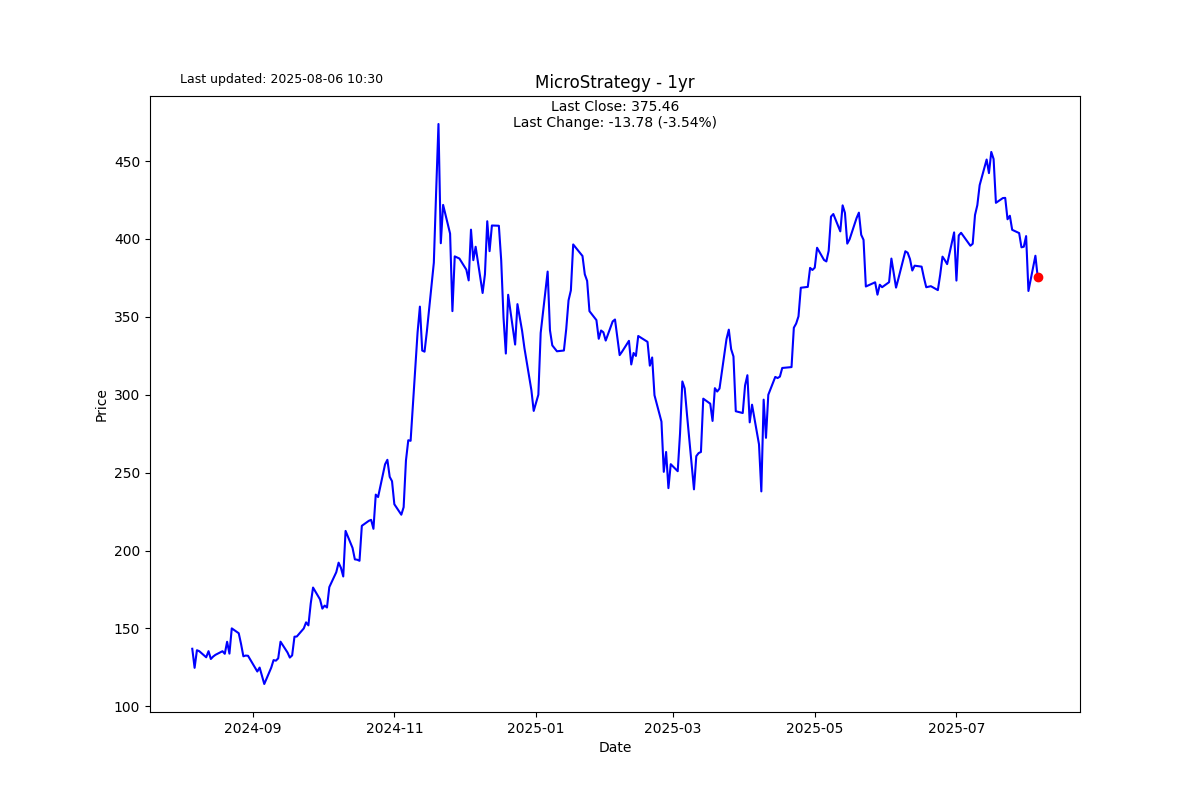 Last updated: 2025-08-06 10:30
MicroStrategy - 1yr
Last Close: 375.46
Last Change: -13.78 (-3.54%)
450
400
350
300
250
200
150
100
Price
2024-09
2024-11
2025-01
2025-03
2025-05
2025-07
Date